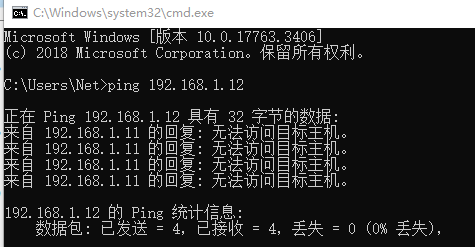 C:\Windows\system32\cmd.exe
Microsoft Windows [版本 10.0.17763.3406]
(c) 2018 Microsoft Corporation。保留所有权利。
C:\Users\Net>ping 192.168.1.12
正在 Ping 192.168.1.12 具有 32 字节的数据:
来自 192.168.1.11 的回复: 无法访问目标主机。
来自 192.168.1.11 的回复: 无法访问目标主机。
来自 192.168.1.11 的回复: 无法访问目标主机。
来自 192.168.1.11 的回复: 无法访问目标主机。
192.168.1.12 的 Ping 统计信息:
数据包: 已发送 = 4，已接收 = 4，丢失 = 0 (0% 丢失)，